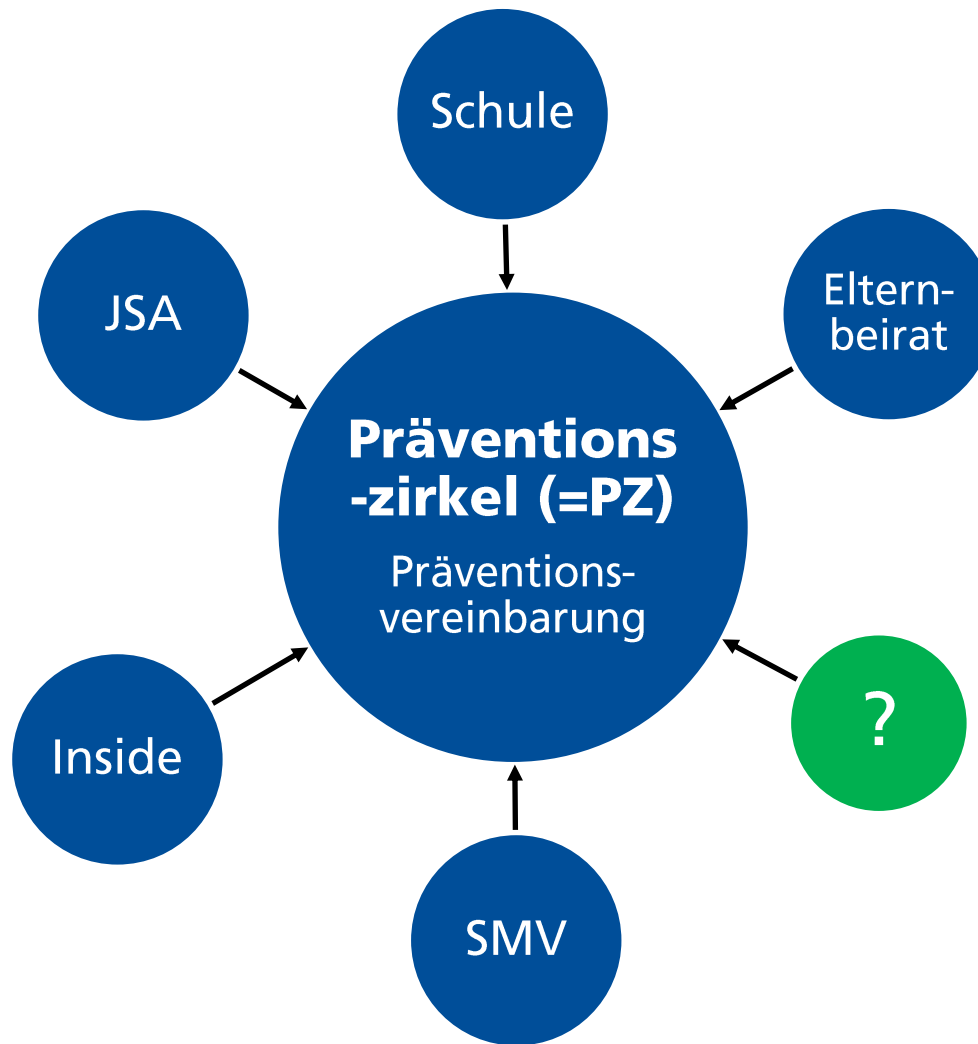 Schule
JSA
Eltern-
beirat
Präventions
-zirkel (=PZ)
Präventions-
vereinbarung
?
Inside
SMV